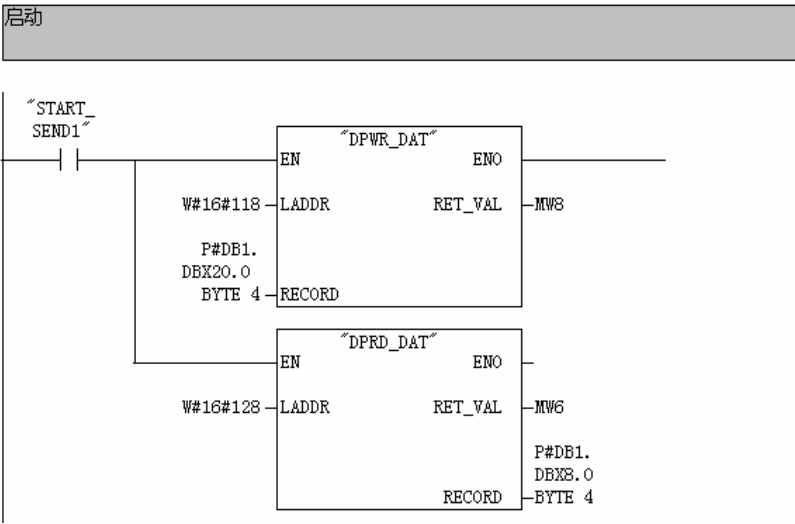 启动
"START_
SEND1"
"DPWR_DAT"
EN ENO
W#16#118 LADDR RET_VAL MW8
P#DB1.
DBX20.0
BYTE 4 RECORD
"DPRD_DAT"
EN ENO
W#16#128 LADDR RET_VAL MW6
P#DB1.
DBX8.0
RECORD BYTE 4